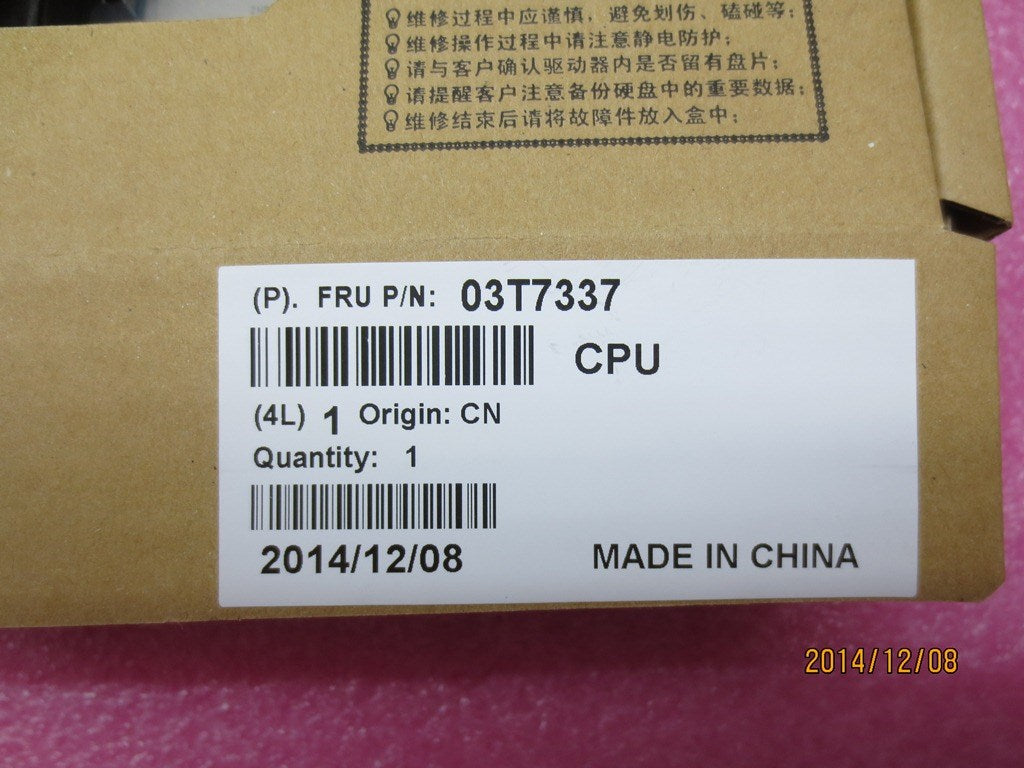 维修过程中应谨慎，避免划伤、磕碰等；
维修操作过程中请注意静电防护；
请与客户确认驱动器内是否留有盘片；
请提醒客户注意备份硬盘中的重要数据；
维修结束后请将故障件放入盒中；
(P). FRU P/N: 03T7337
CPU
(4L) 1 Origin: CN
Quantity: 1
2014/12/08 MADE IN CHINA
2014/12/08